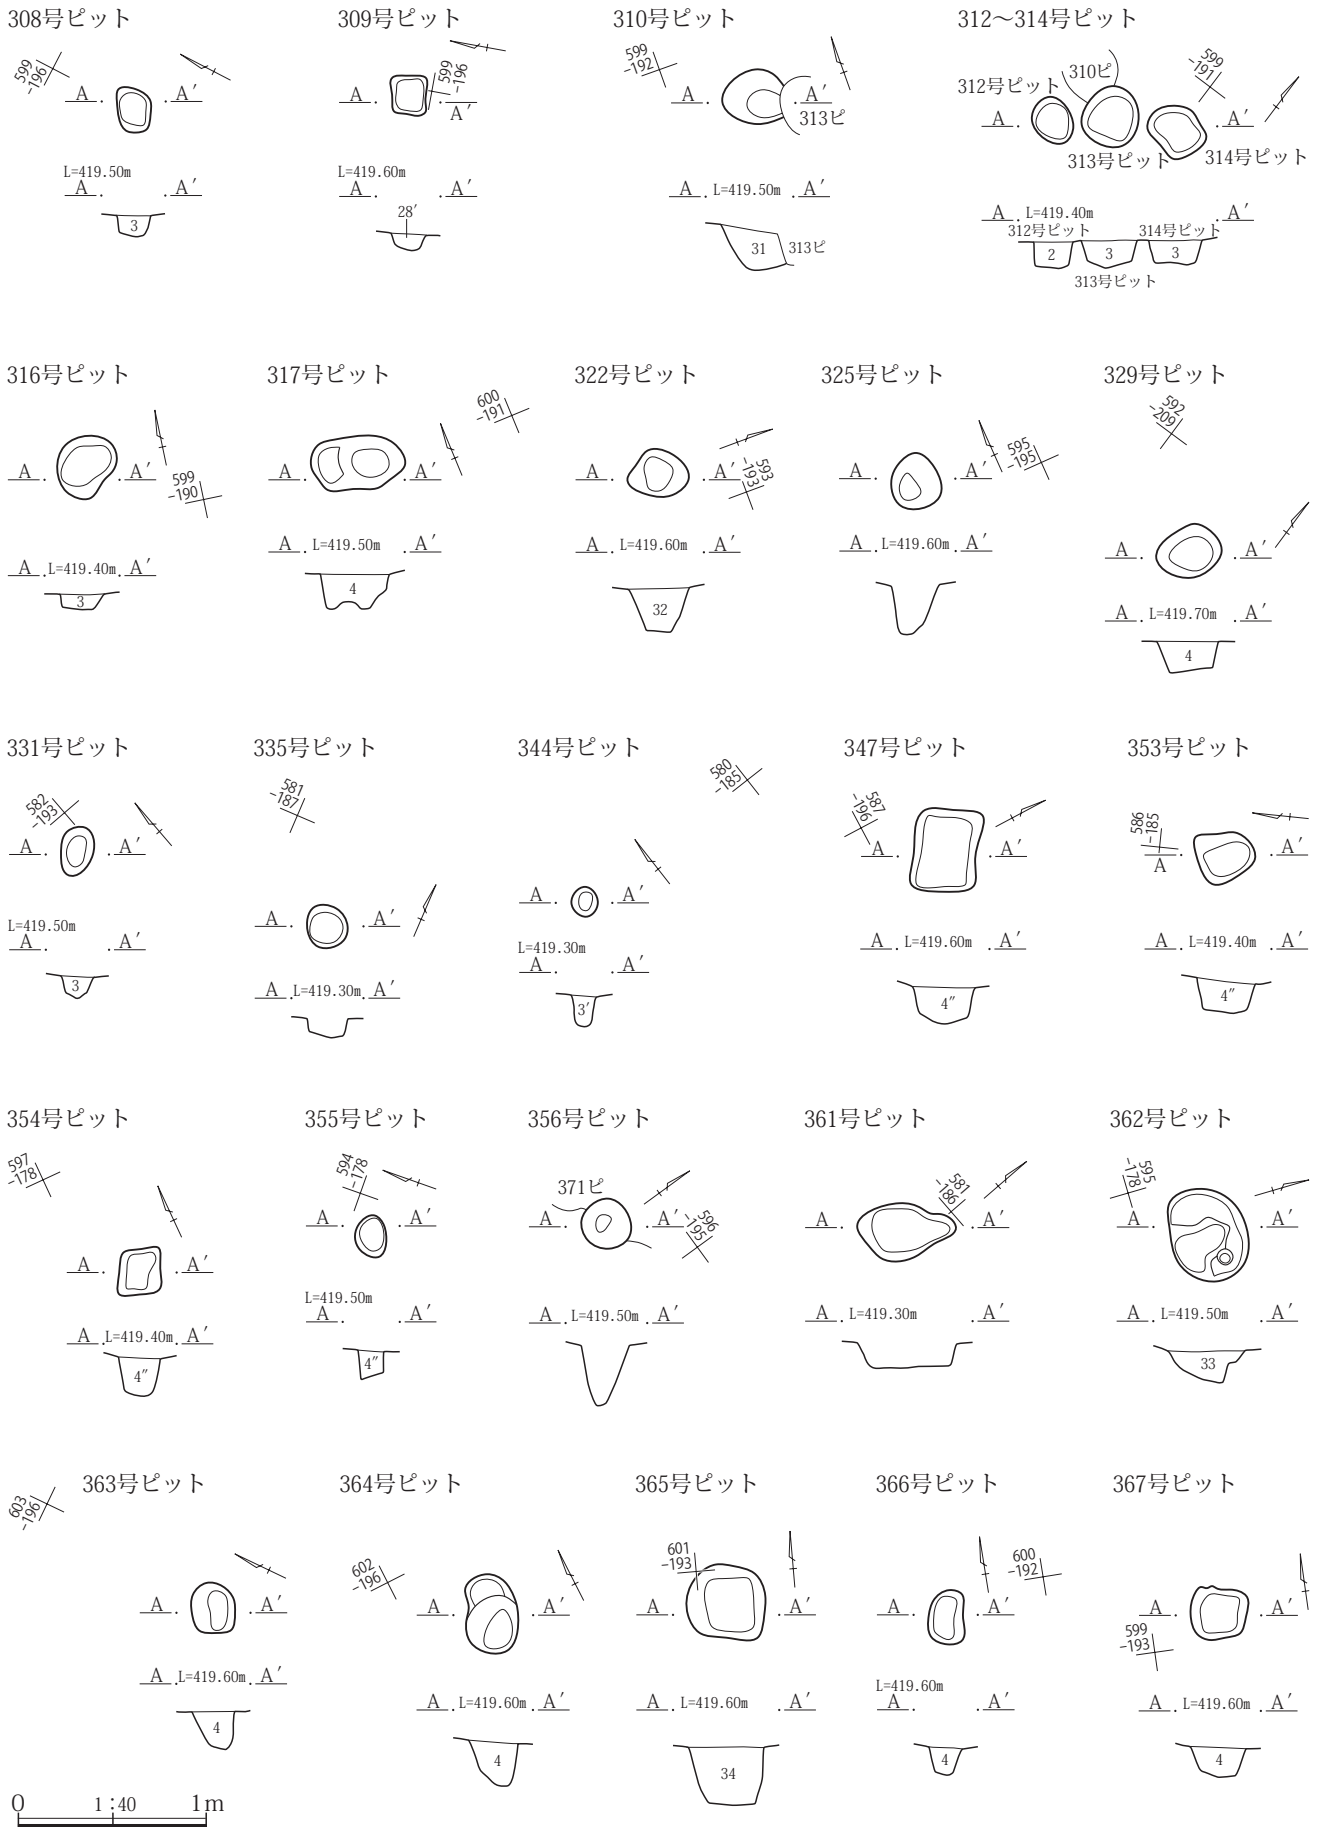 308号ピット
599
-196
A . . A′
L=419.50m
A . A′
3
309号ピット
599
-196
A . . A′
L=419.60m
A . . A′
28′
310号ピット
599
-192
A . . A′
313ピ
A . L=419.50m . A′
31
313ピ
312～314号ピット
599
-191
310ピ
312号ピット
A . . A′
313号ピット
314号ピット
A . L=419.40m . A′
312号ピット
314号ピット
2
3
3
313号ピット
316号ピット
A . . A′
599
-190
A . L=419.40m . A′
3
317号ピット
600
-191
A . . A′
A . L=419.50m . A′
4
322号ピット
A . . A′
593
-193
A . L=419.60m . A′
32
325号ピット
595
-195
A . . A′
A . L=419.60m . A′
329号ピット
592
-209
A . . A′
A . L=419.70m . A′
4
331号ピット
582
-193
A . . A′
L=419.50m
A . . A′
3
335号ピット
581
-187
A . . A′
A . L=419.30m . A′
344号ピット
580
-185
A . . A′
L=419.30m
A . . A′
3′
347号ピット
587
-196
A . . A′
A . L=419.60m . A′
4″
353号ピット
586
-185
A . . A′
A . L=419.40m . A′
4″
354号ピット
597
-178
A . . A′
A . L=419.40m . A′
4″
355号ピット
594
-178
A . . A′
L=419.50m
A . . A′
4″
356号ピット
371ピ
A . . A′
596
-195
A . L=419.50m . A′
361号ピット
581
-186
A . . A′
A . L=419.30m . A′
362号ピット
595
-178
A . . A′
A . L=419.50m . A′
33
363号ピット
603
-196
A . . A′
A . L=419.60m . A′
4
364号ピット
602
-196
A . . A′
A . L=419.60m . A′
4
365号ピット
601
-193
A . . A′
A . L=419.60m . A′
34
366号ピット
600
-192
A . . A′
L=419.60m
A . . A′
4
367号ピット
A . . A′
599
-193
A . L=419.60m . A′
4
0 1：40 1m